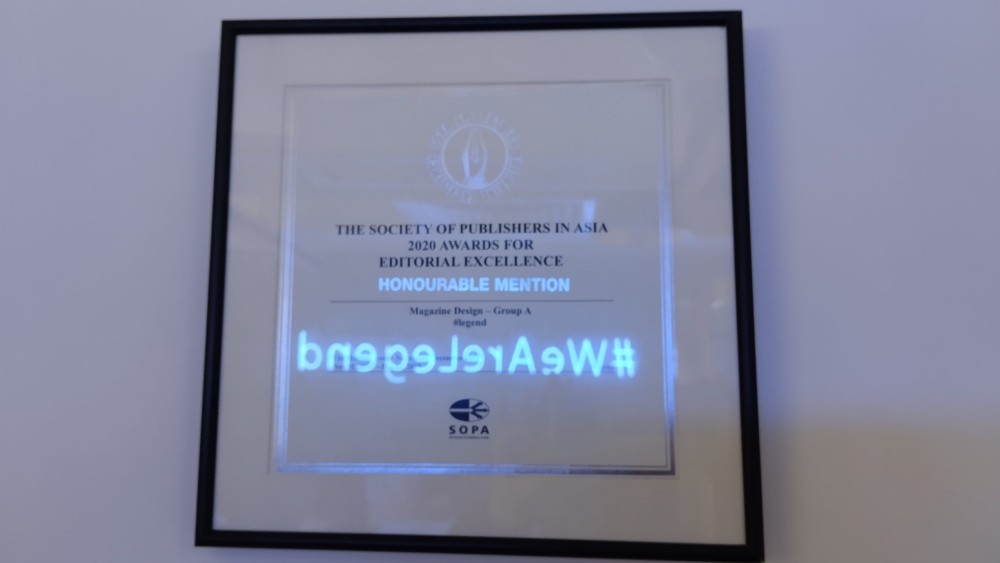 THE SOCIETY OF PUBLISHERS IN ASIA
2020 AWARDS FOR
EDITORIAL EXCELLENCE
HONOURABLE MENTION
Magazine Design – Group A
#legend
#WeAreLegend
SOPA